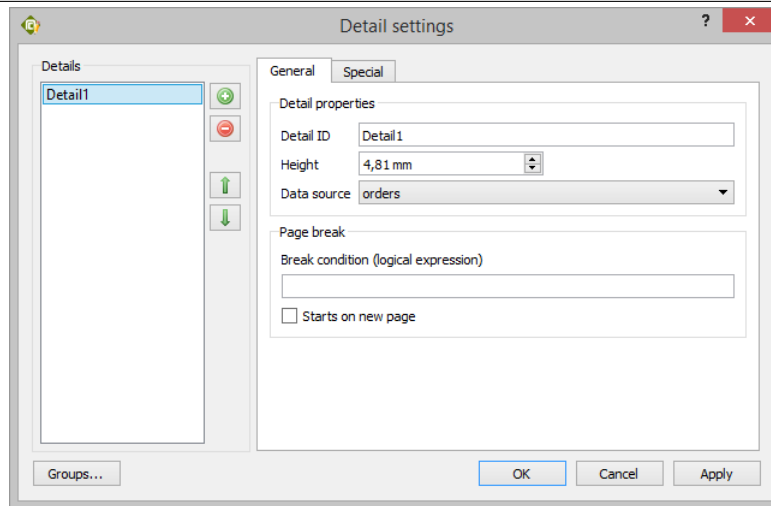 Detail settings
?
Details
Detail1
General
Special
Detail properties
Detail ID
Detail1
Height
4,81 mm
Data source
orders
Page break
Break condition (logical expression)
Starts on new page
Groups...
OK
Cancel
Apply